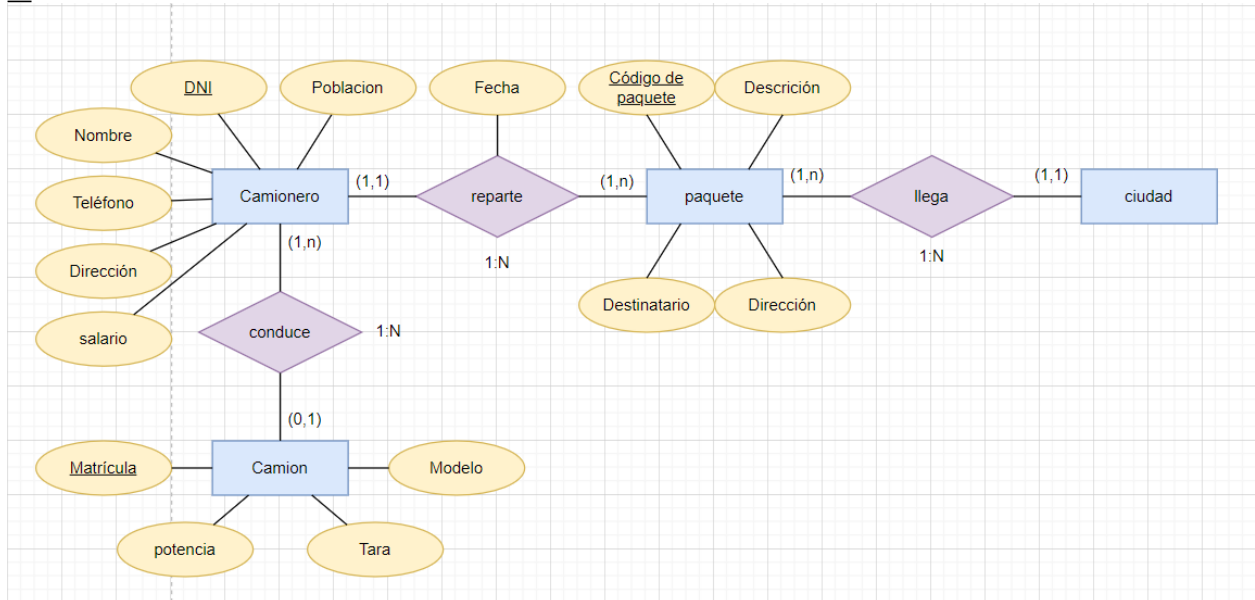 DNI
Poblacion
Fecha
Código de
paquete
Descrición
Nombre
Teléfono
Dirección
salario
Camionero
(1,1)
reparte
(1,n)
paquete
(1,n)
llega
(1,1)
ciudad
(1,n)
1:N
1:N
Destinatario
Dirección
conduce
1:N
(0,1)
Matrícula
Camion
Modelo
potencia
Tara